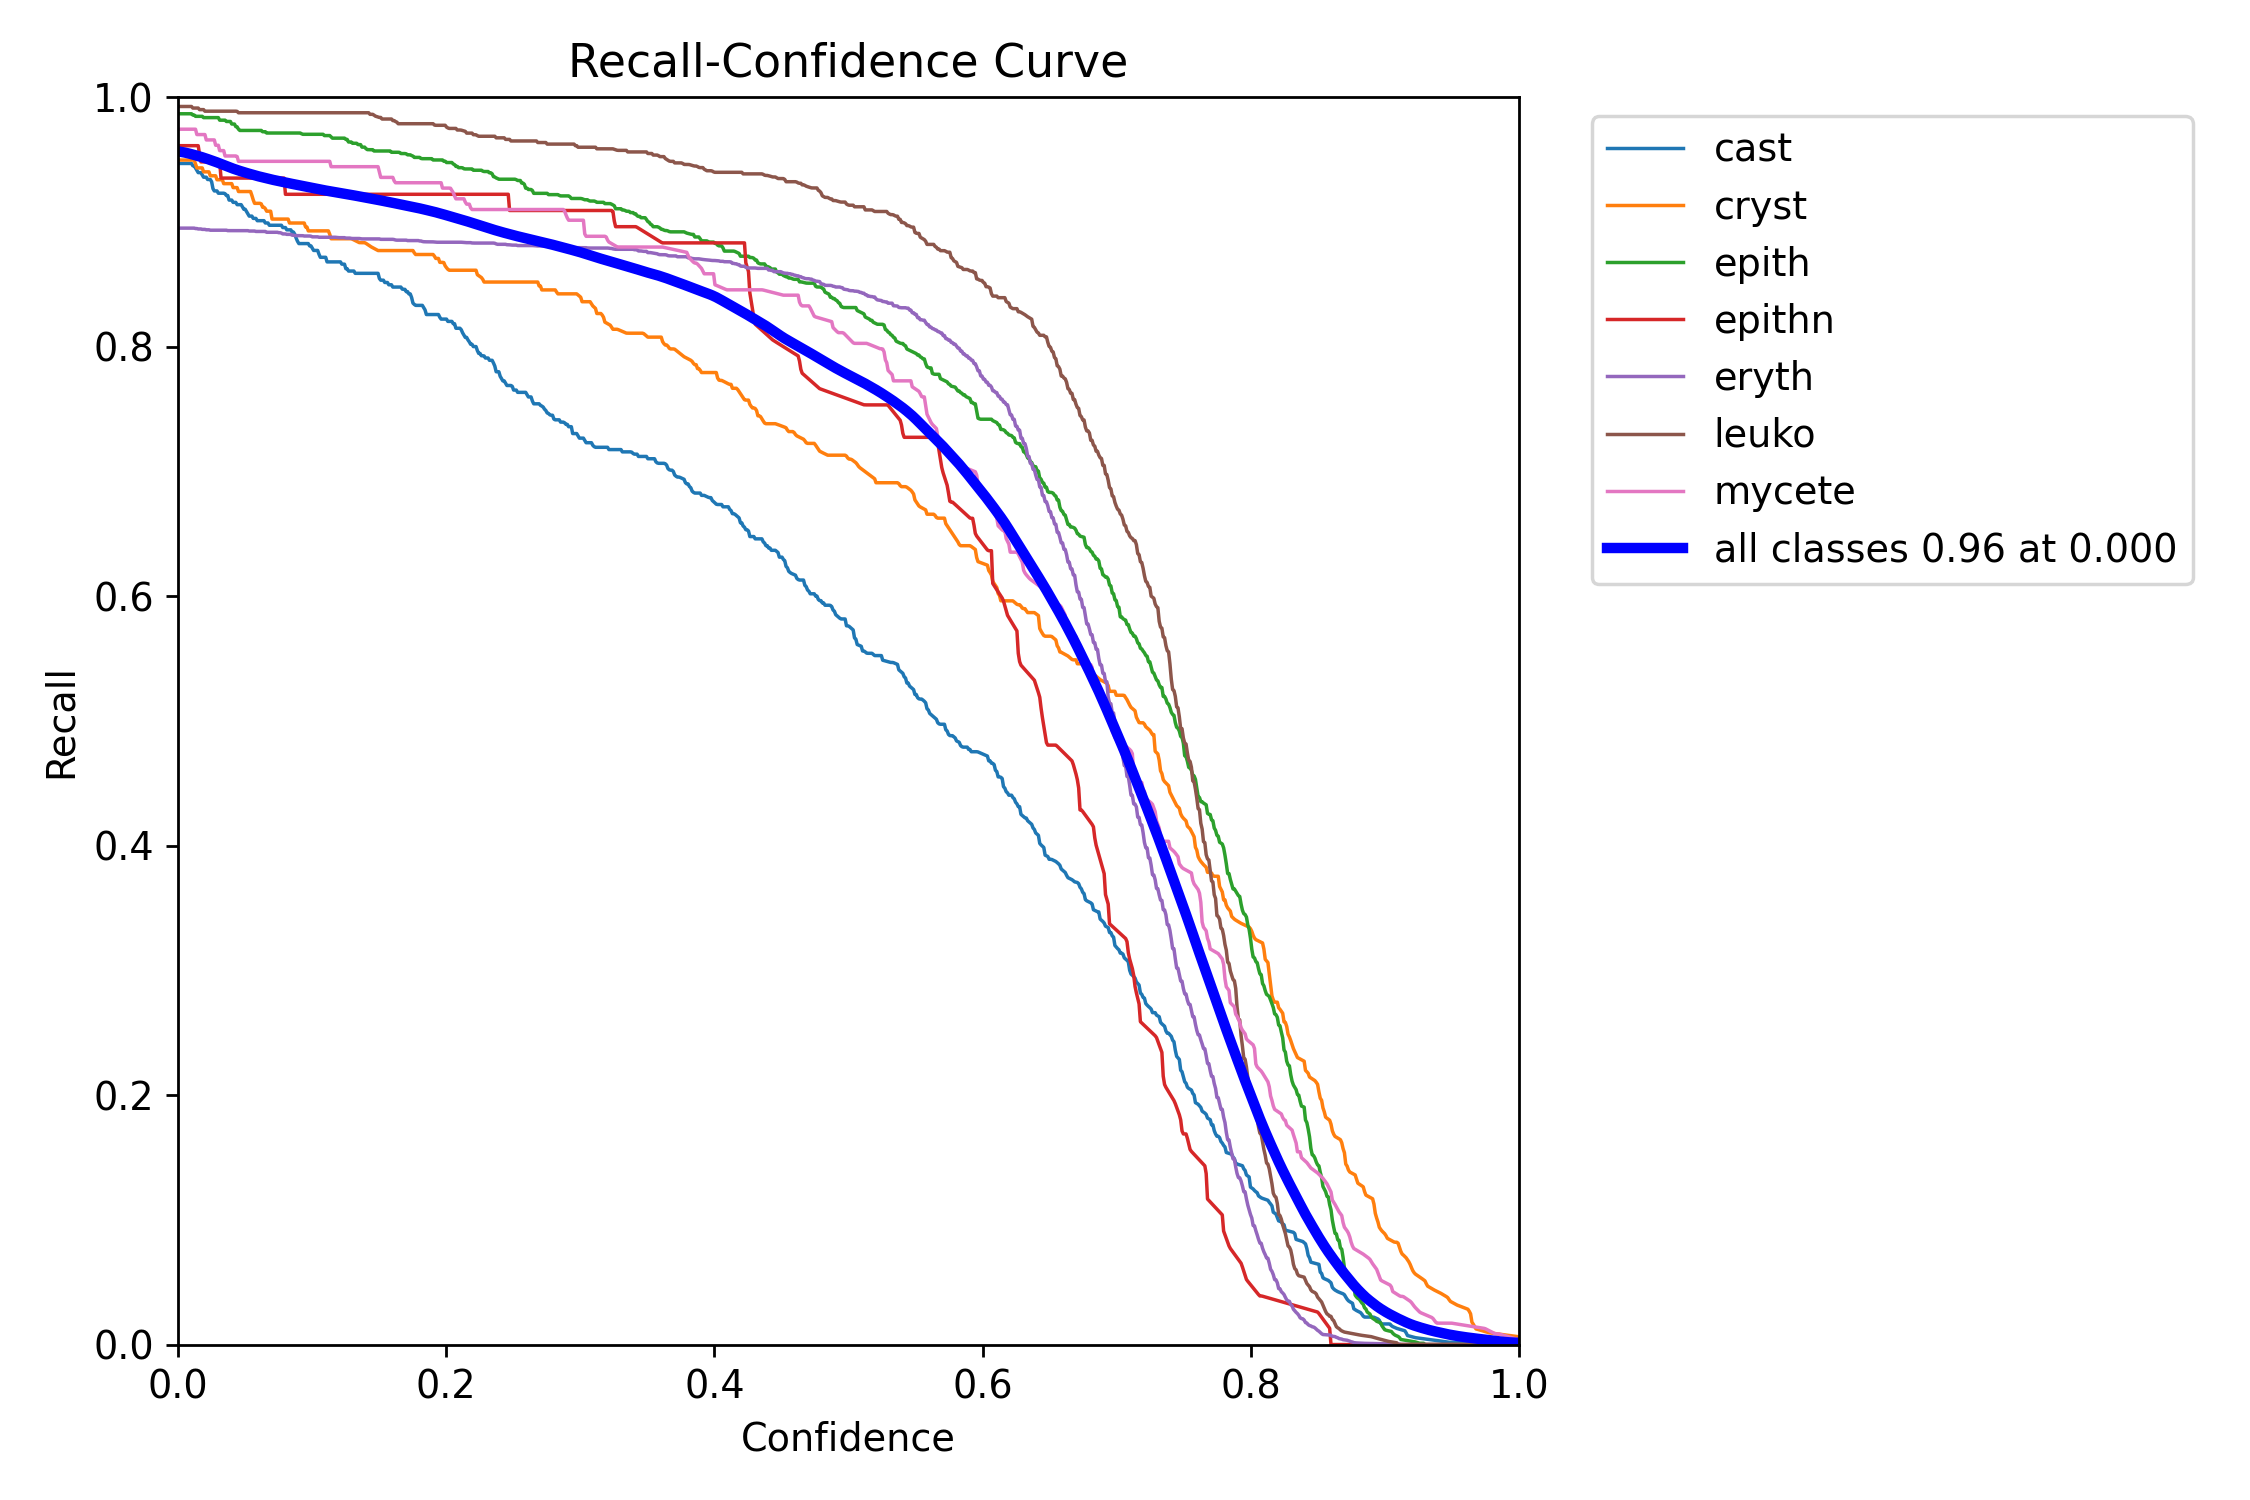 Recall-Confidence Curve
1.0
0.8
0.6
0.4
0.2
0.0
Recall
0.0 0.2 0.4 0.6 0.8 1.0
Confidence
cast
cryst
epith
epithn
eryth
leuko
mycete
all classes 0.96 at 0.000